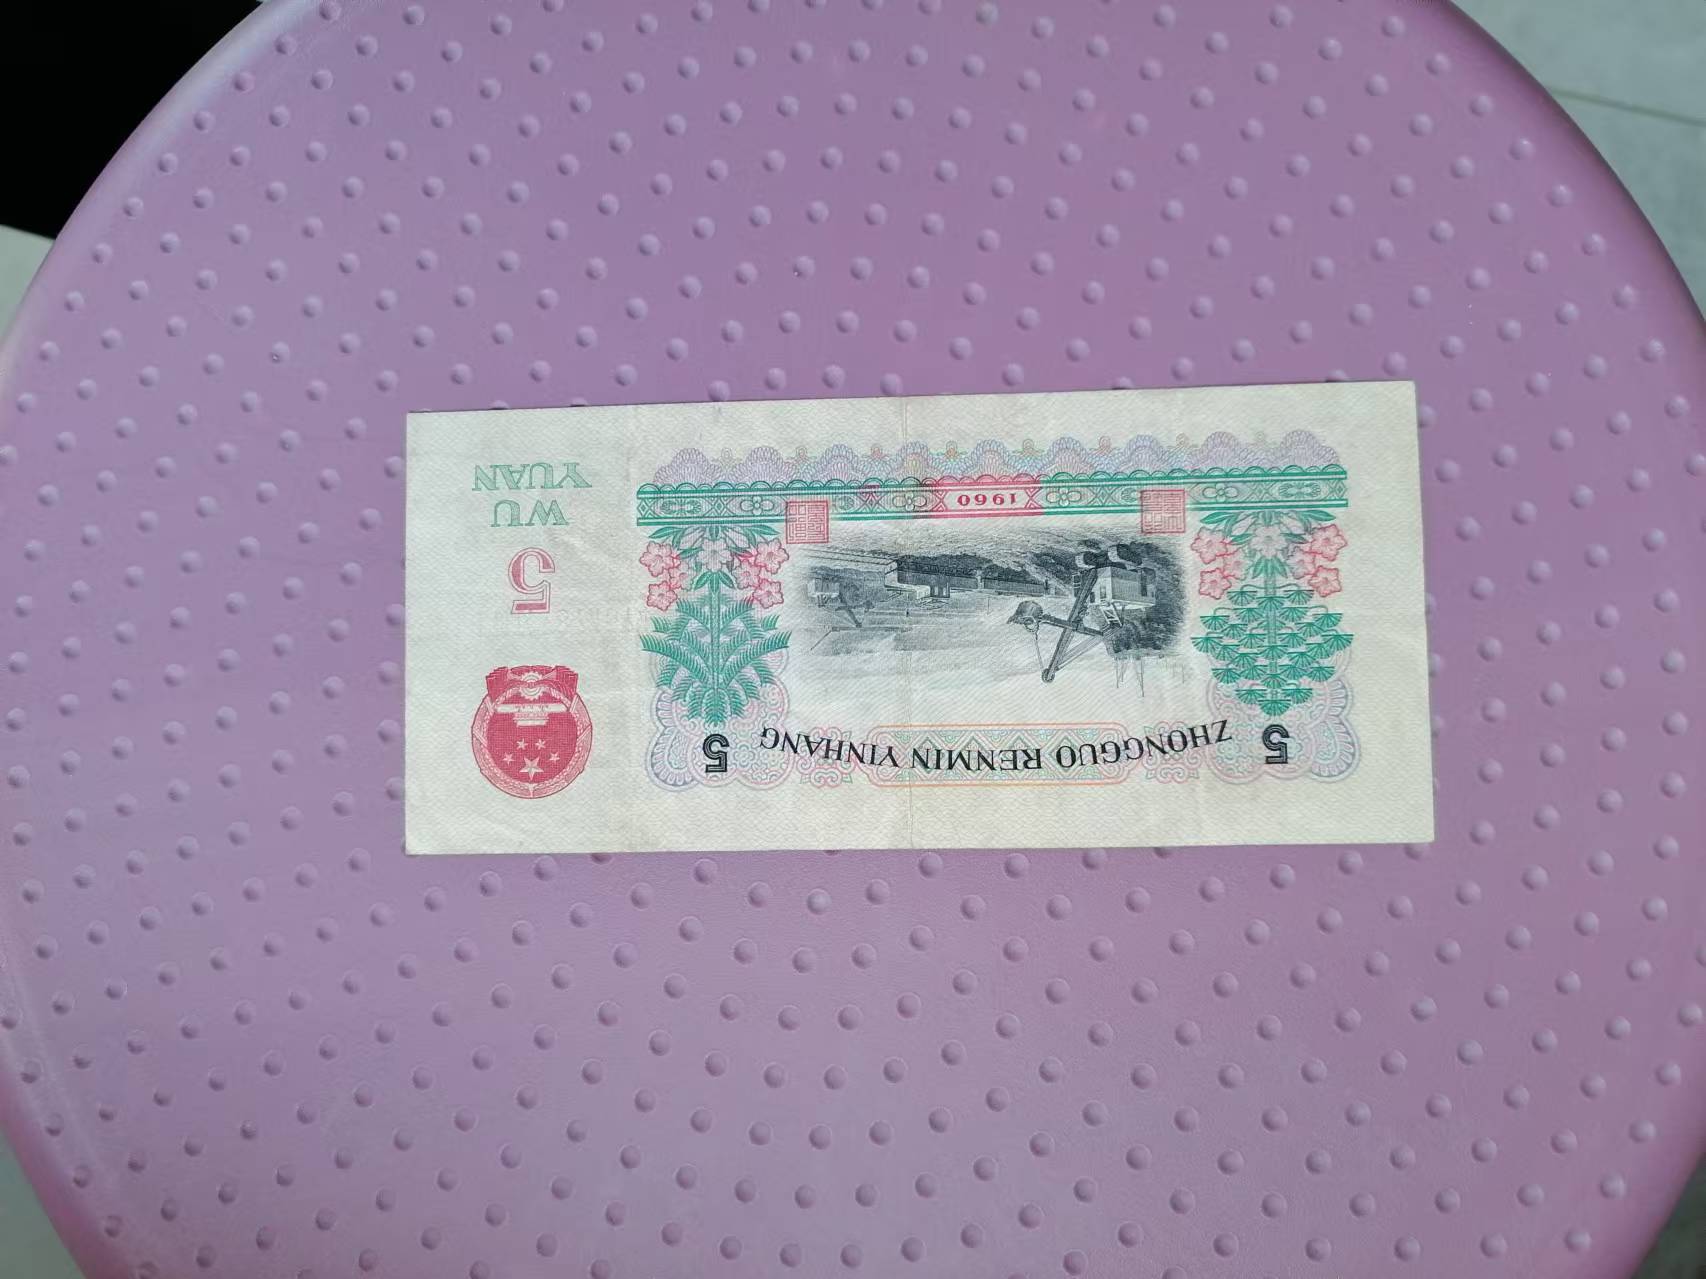 ZHONGGUO RENMIN YINHANG
5
5
1960
5
WU
YUAN